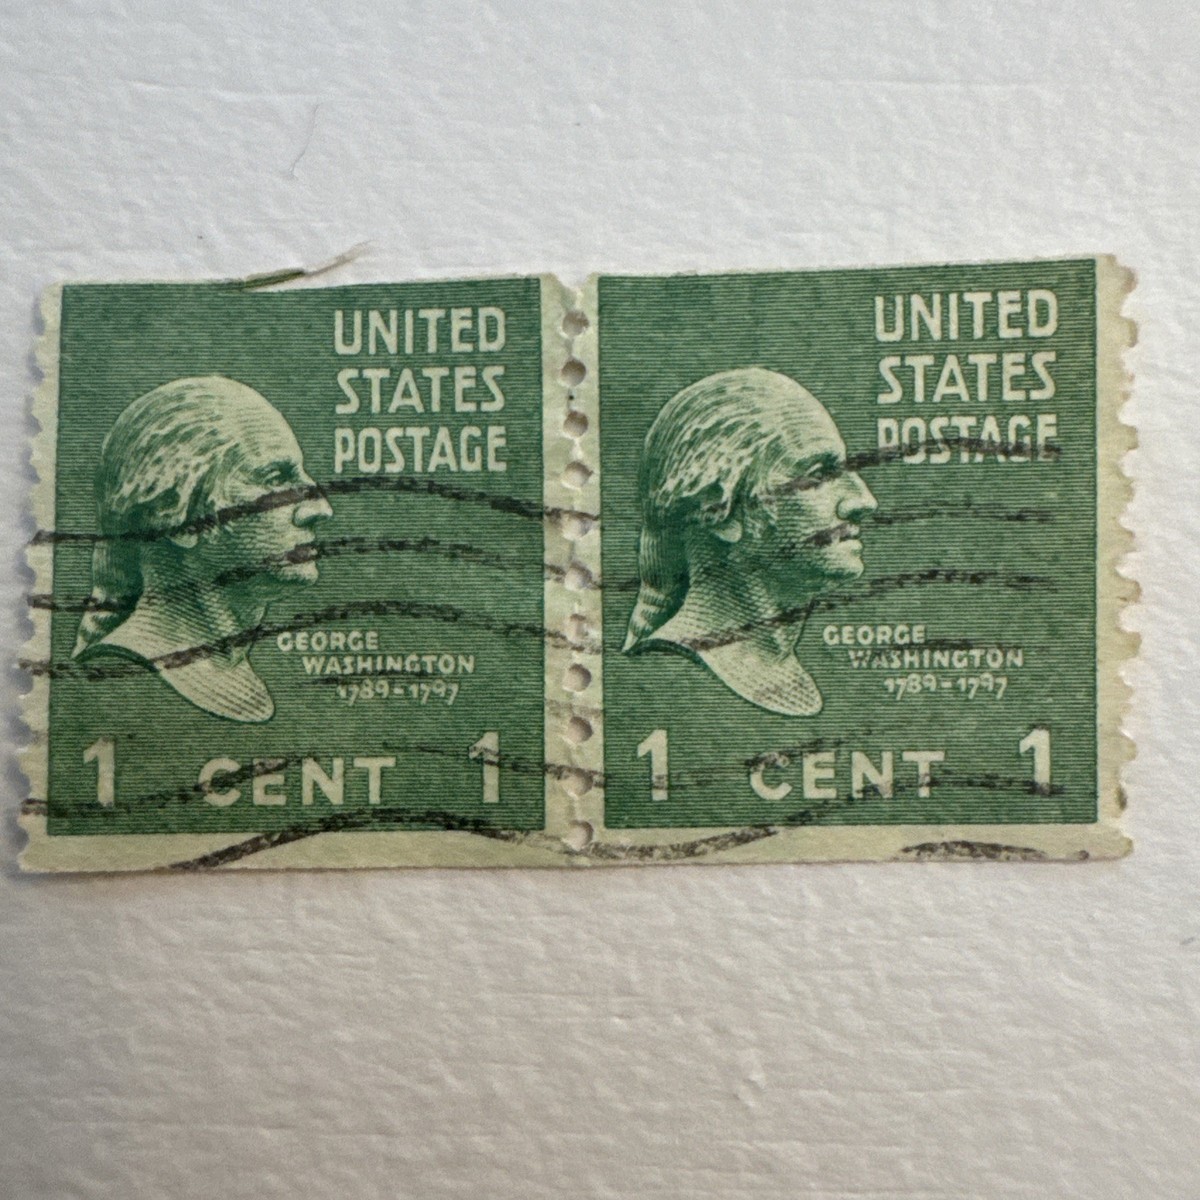 UNITED
STATES
POSTAGE
GEORGE
WASHINGTON
1789-1797
1 CENT 1
UNITED
STATES
POSTAGE
GEORGE
WASHINGTON
1789-1797
1 CENT 1